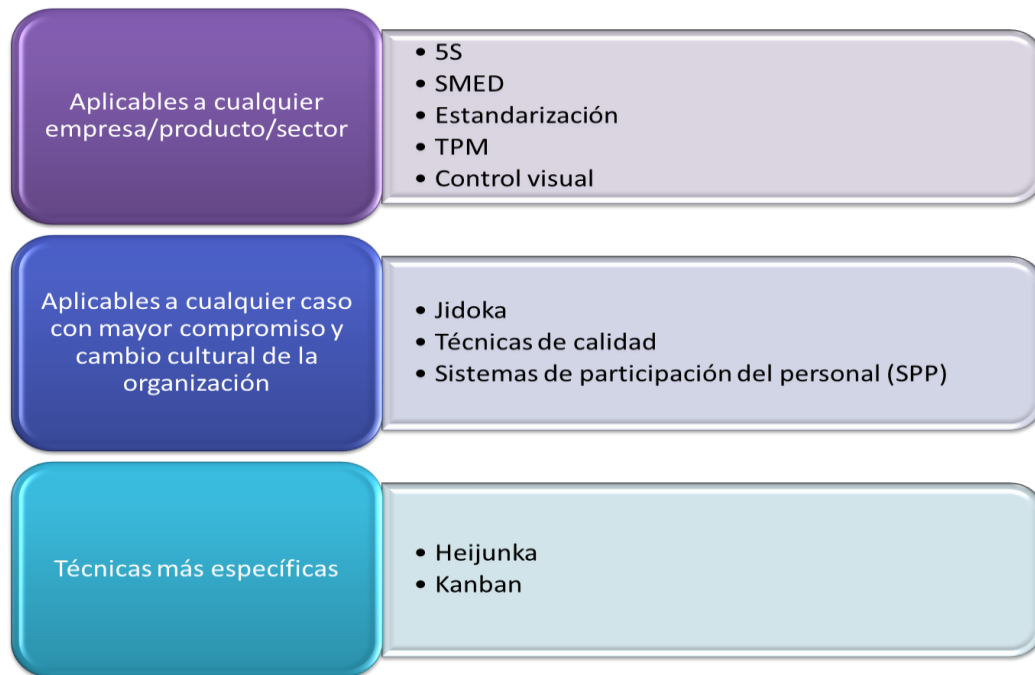 Aplicables a cualquier
empresa/producto/sector
• 5S
• SMED
• Estandarización
• TPM
• Control visual
Aplicables a cualquier caso
con mayor compromiso y
cambio cultural de la
organización
• Jidoka
• Técnicas de calidad
• Sistemas de participación del personal (SPP)
Técnicas más específicas
• Heijunka
• Kanban